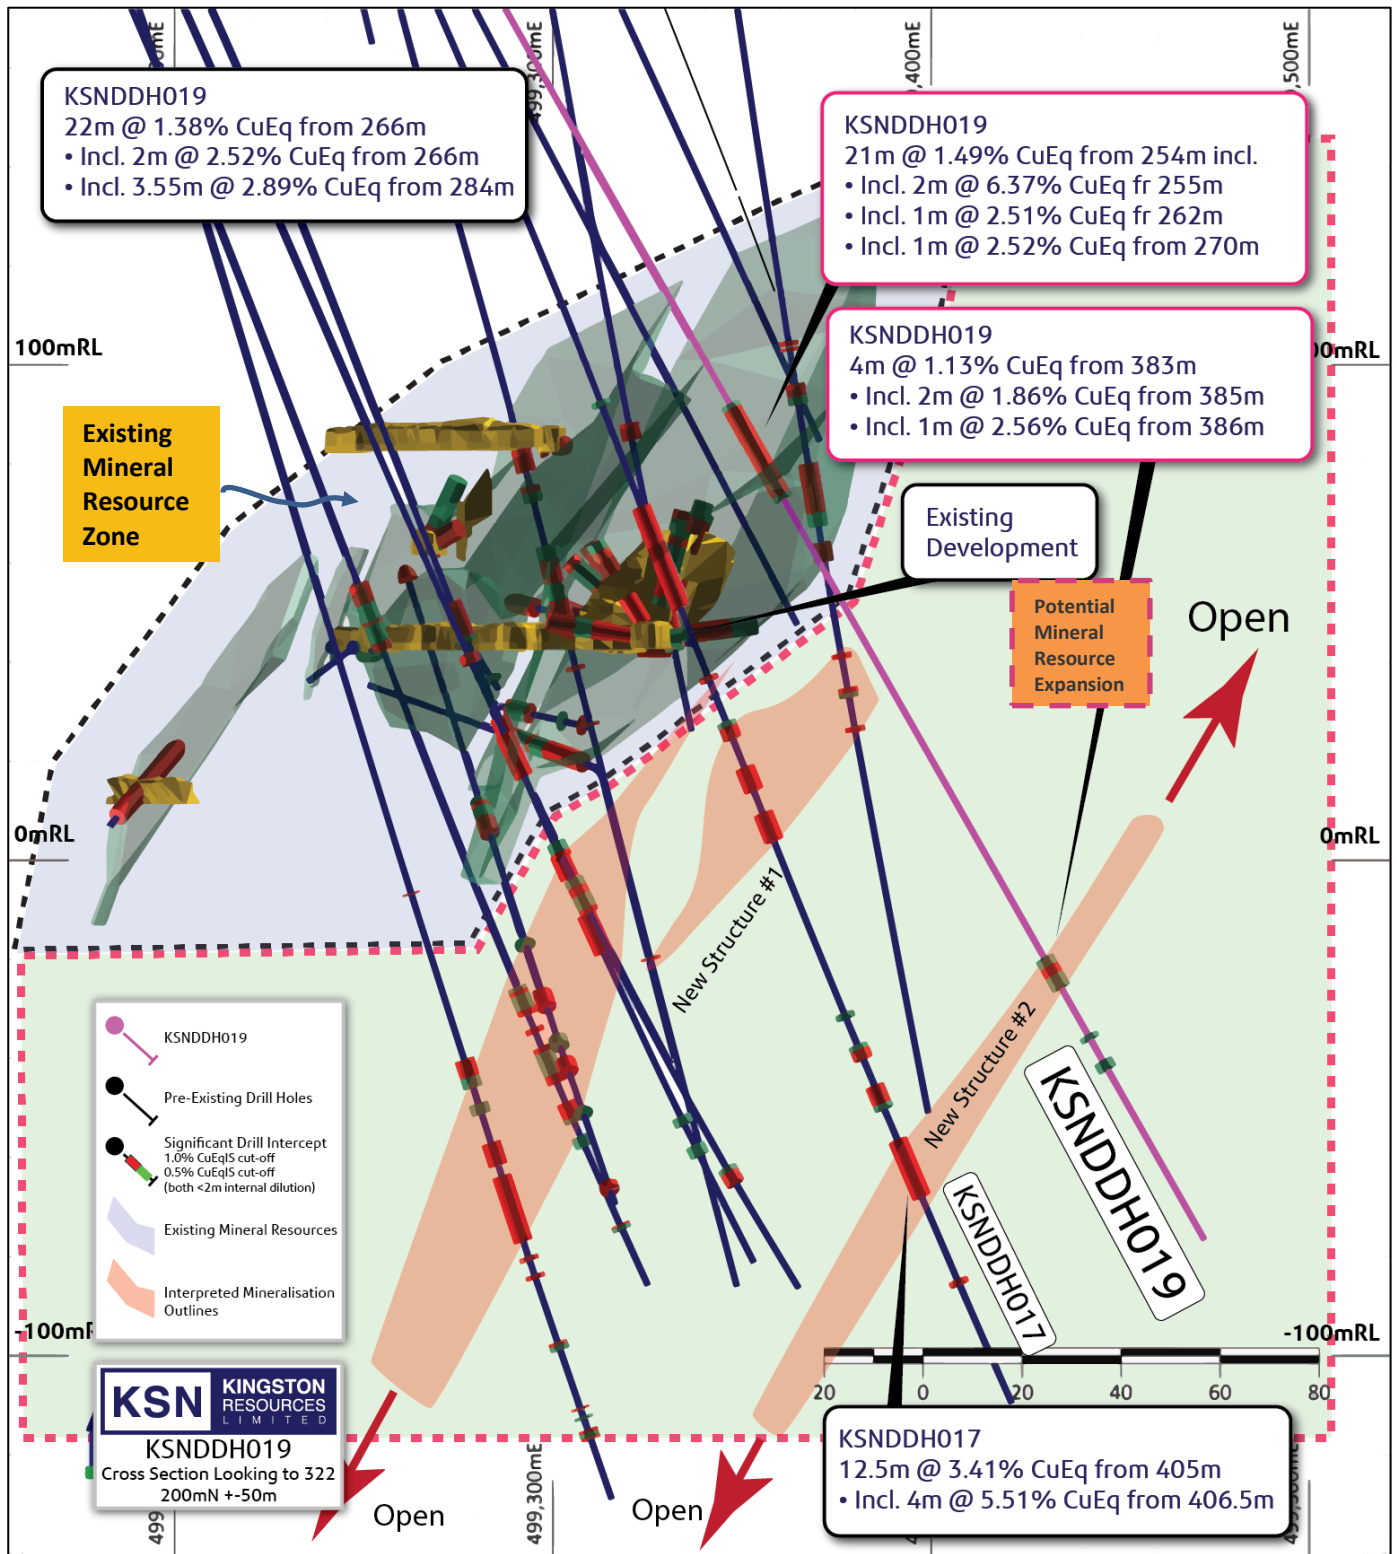 499,300mE
,400mE
,500mE
KSNDDH019
22m @ 1.38% CuEq from 266m
• Incl. 2m @ 2.52% CuEq from 266m
• Incl. 3.55m @ 2.89% CuEq from 284m
KSNDDH019
21m @ 1.49% CuEq from 254m incl.
• Incl. 2m @ 6.37% CuEq fr 255m
• Incl. 1m @ 2.51% CuEq fr 262m
• Incl. 1m @ 2.52% CuEq from 270m
KSNDDH019
4m @ 1.13% CuEq from 383m
• Incl. 2m @ 1.86% CuEq from 385m
• Incl. 1m @ 2.56% CuEq from 386m
100mRL
00mRL
Existing
Mineral
Resource
Zone
Existing
Development
Potential
Mineral
Resource
Expansion
Open
0mRL
0mRL
New Structure #1
New Structure #2
KSNDDH019
KSNDDH017
KSNDDH019
Pre-Existing Drill Holes
Significant Drill Intercept
1.0% CuEqIS cut-off
0.5% CuEqIS cut-off
(both <2m internal dilution)
Existing Mineral Resources
Interpreted Mineralisation
Outlines
-100mR
-100mRL
20 0 20 40 60 80
KSN KINGSTON
RESOURCES
LIMITED
KSNDDH019
Cross Section Looking to 322
200mN +-50m
KSNDDH017
12.5m @ 3.41% CuEq from 405m
• Incl. 4m @ 5.51% CuEq from 406.5m
Open
Open
499
499,300mE